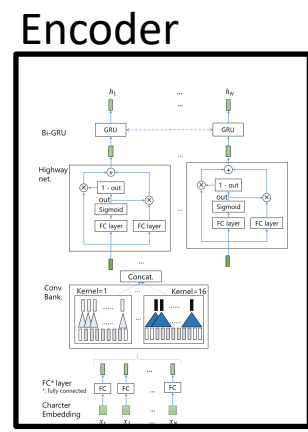 Encoder
h1 ... hN
...
Bi-GRU GRU GRU
...
Highway net.
1 - out 1 - out
out out
Sigmoid Sigmoid
FC layer FC layer FC layer FC layer
...
...
Concat.
Conv. Bank.
Kernel=1 ... Kernel=16
...... ......
...... ... ......
...
FC* layer
*: fully connected
FC FC FC ... FC
Charcter Embedding
...
x1 x2 x3 ... xN